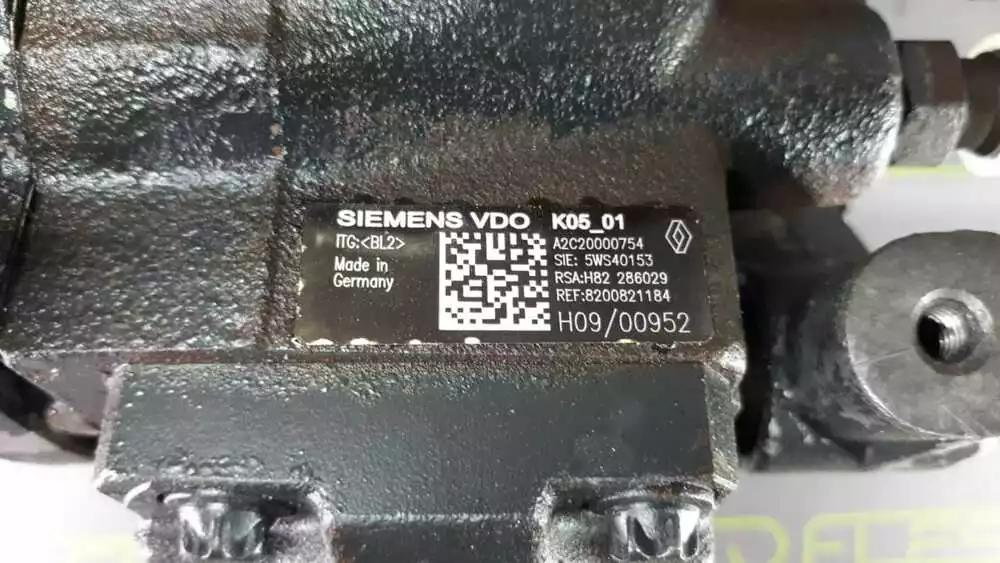 SIEMENS VDO K05_01
ITG:<BL2>
Made in
Germany
A2C20000754
SIE: 5WS40153
RSA:H82 286029
REF:8200821184
H09/00952